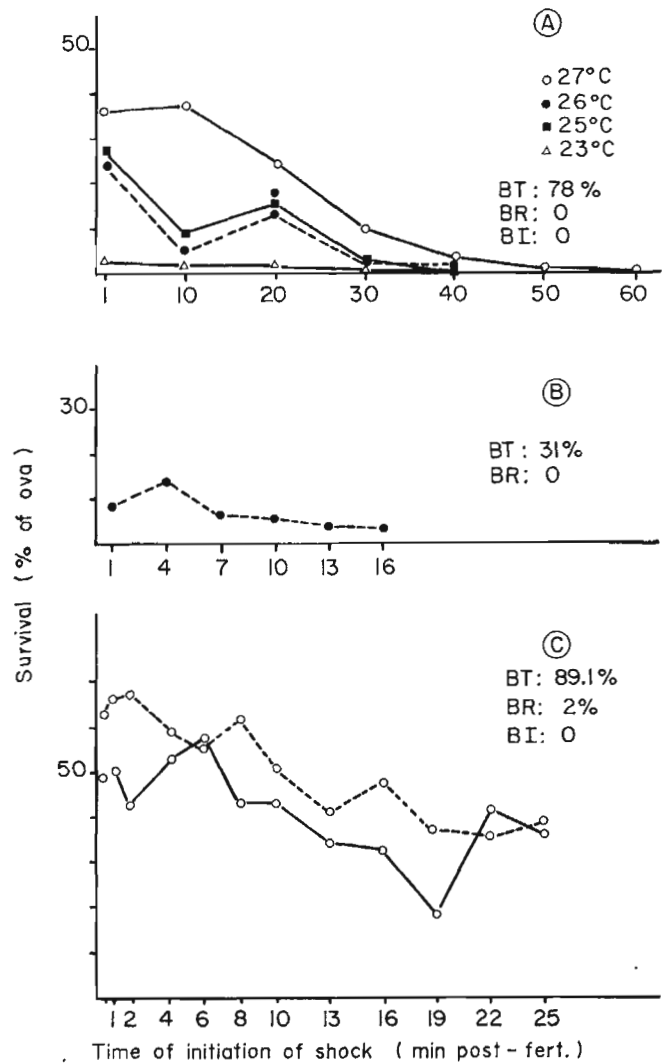 50
A
○ 27°C
● 26°C
■ 25°C
△ 23°C
BT: 78%
BR: 0
BI: 0
1 10 20 30 40 50 60
30
B
BT: 31%
BR: 0
1 4 7 10 13 16
Survival (% of ova)
C
BT: 89.1%
BR: 2%
BI: 0
50
1 2 4 6 8 10 13 16 19 22 25
Time of initiation of shock (min post-fert.)